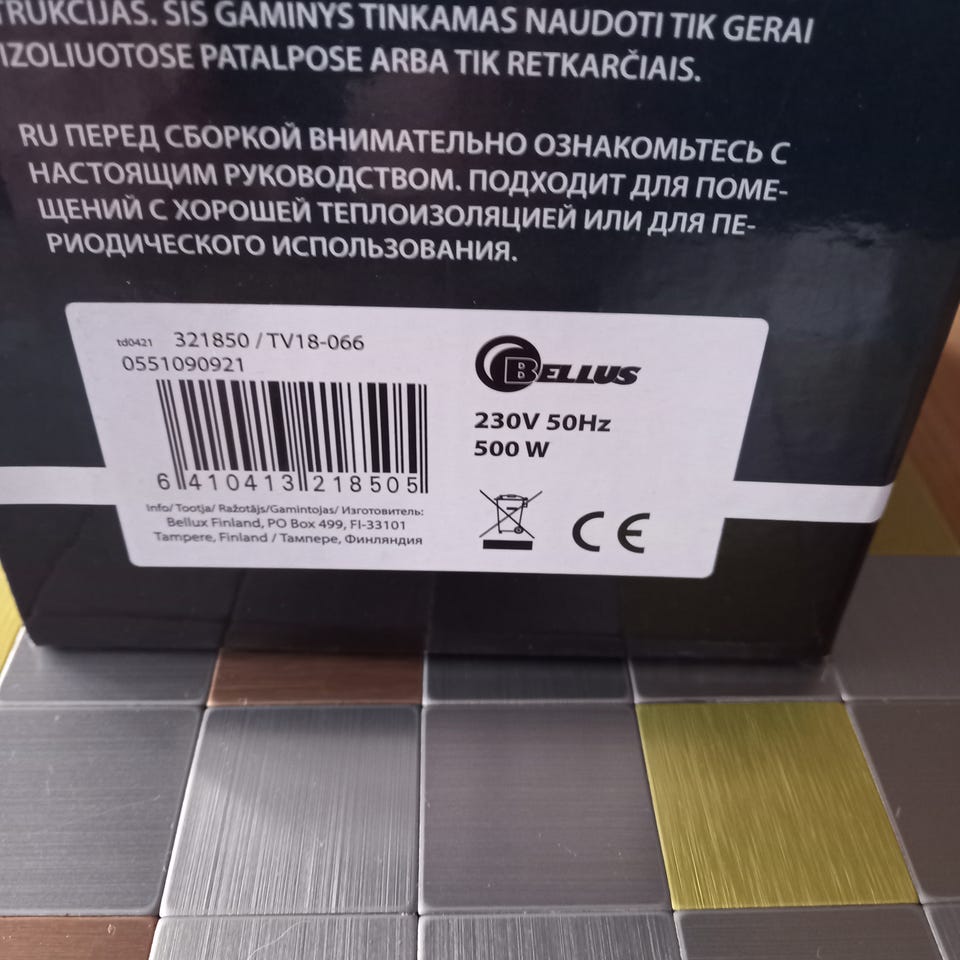 TRUKCIJAS. ŠIS GAMINYS TINKAMAS NAUDOTI TIK GERAI
IZOLIUOTOSE PATALPOSE ARBA TIK RETKARČIAIS.
RU ПЕРЕД СБОРКОЙ ВНИМАТЕЛЬНО ОЗНАКОМЬТЕСЬ С
НАСТОЯЩИМ РУКОВОДСТВОМ. ПОДХОДИТ ДЛЯ ПОМЕ-
ЩЕНИЙ С ХОРОШЕЙ ТЕПЛОИЗОЛЯЦИЕЙ ИЛИ ДЛЯ ПЕ-
РИОДИЧЕСКОГО ИСПОЛЬЗОВАНИЯ.
td0421 321850 / TV18-066
0551090921
6 410413 218505
Info/ Tootja/ Ražotājs/Gamintojas/ Изготовитель:
Bellux Finland, PO Box 499, FI-33101
Tampere, Finland / Тампере, Финляндия
BELLUS
230V 50Hz
500 W
CE